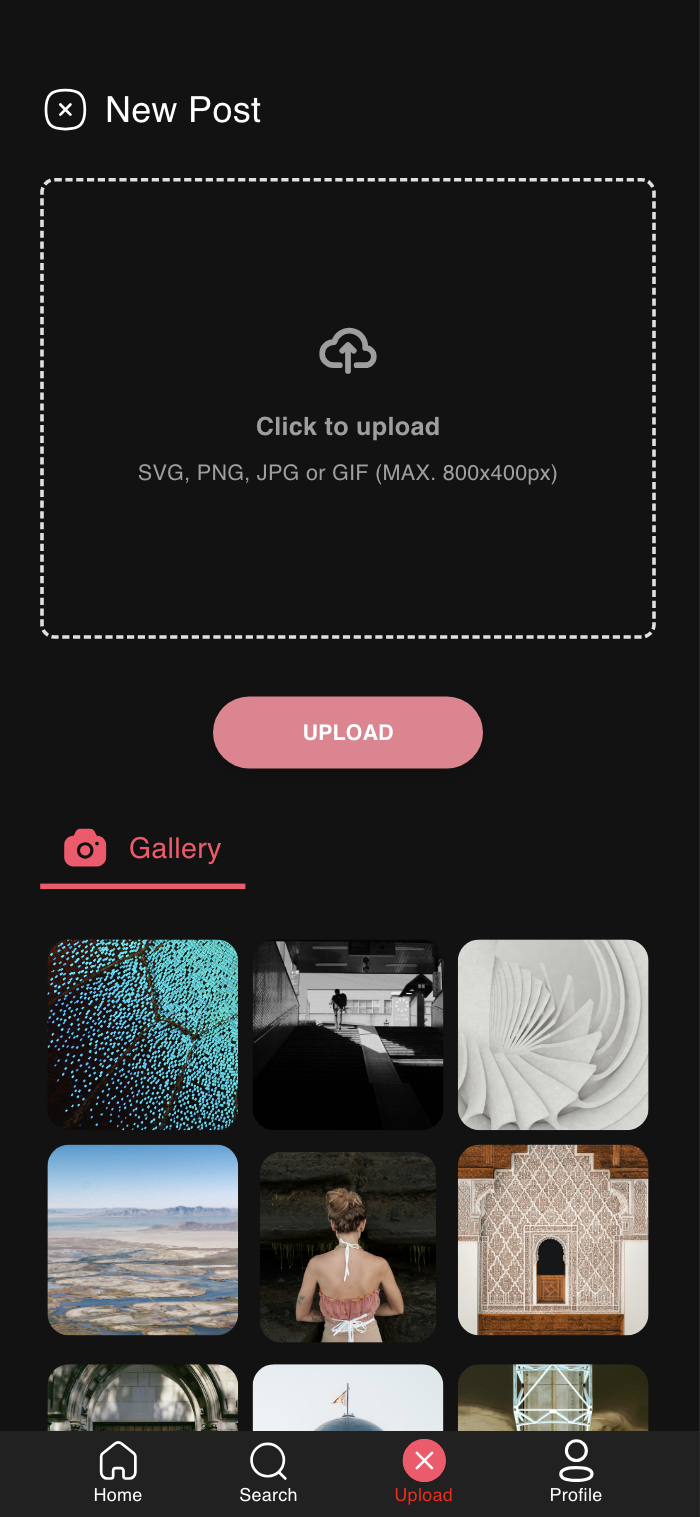 New Post
Click to upload
SVG, PNG, JPG or GIF (MAX. 800x400px)
UPLOAD
Gallery
Home
Search
Upload
Profile